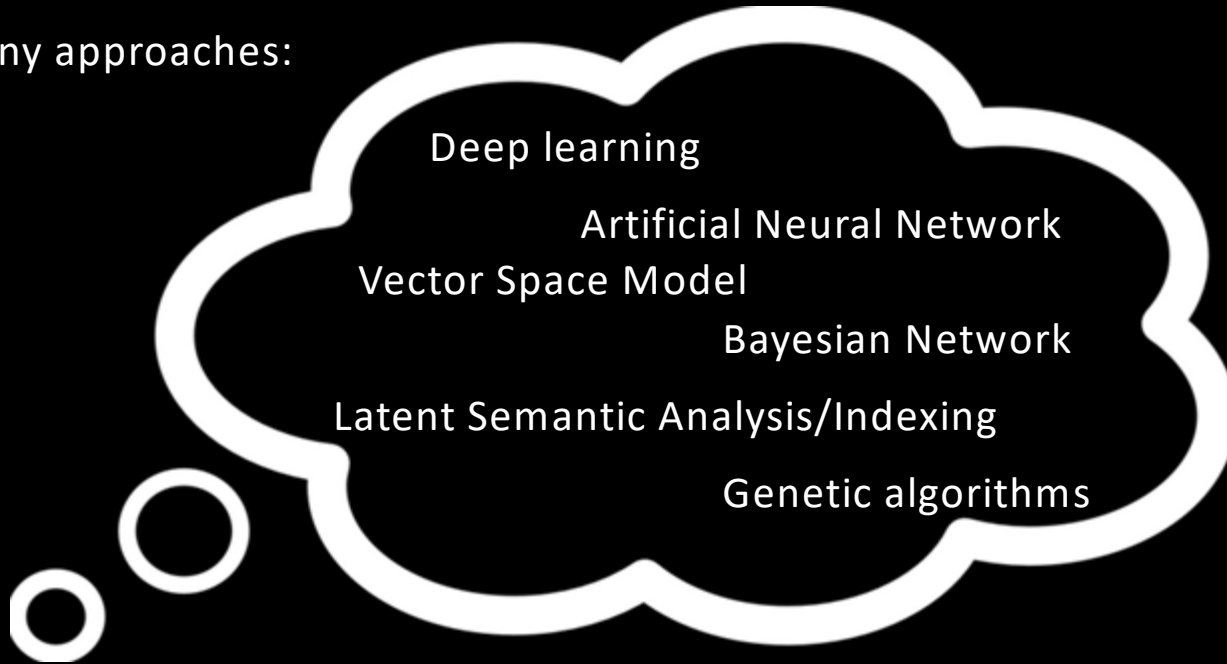 ny approaches:
Deep learning
Artificial Neural Network
Vector Space Model
Bayesian Network
Latent Semantic Analysis/Indexing
Genetic algorithms